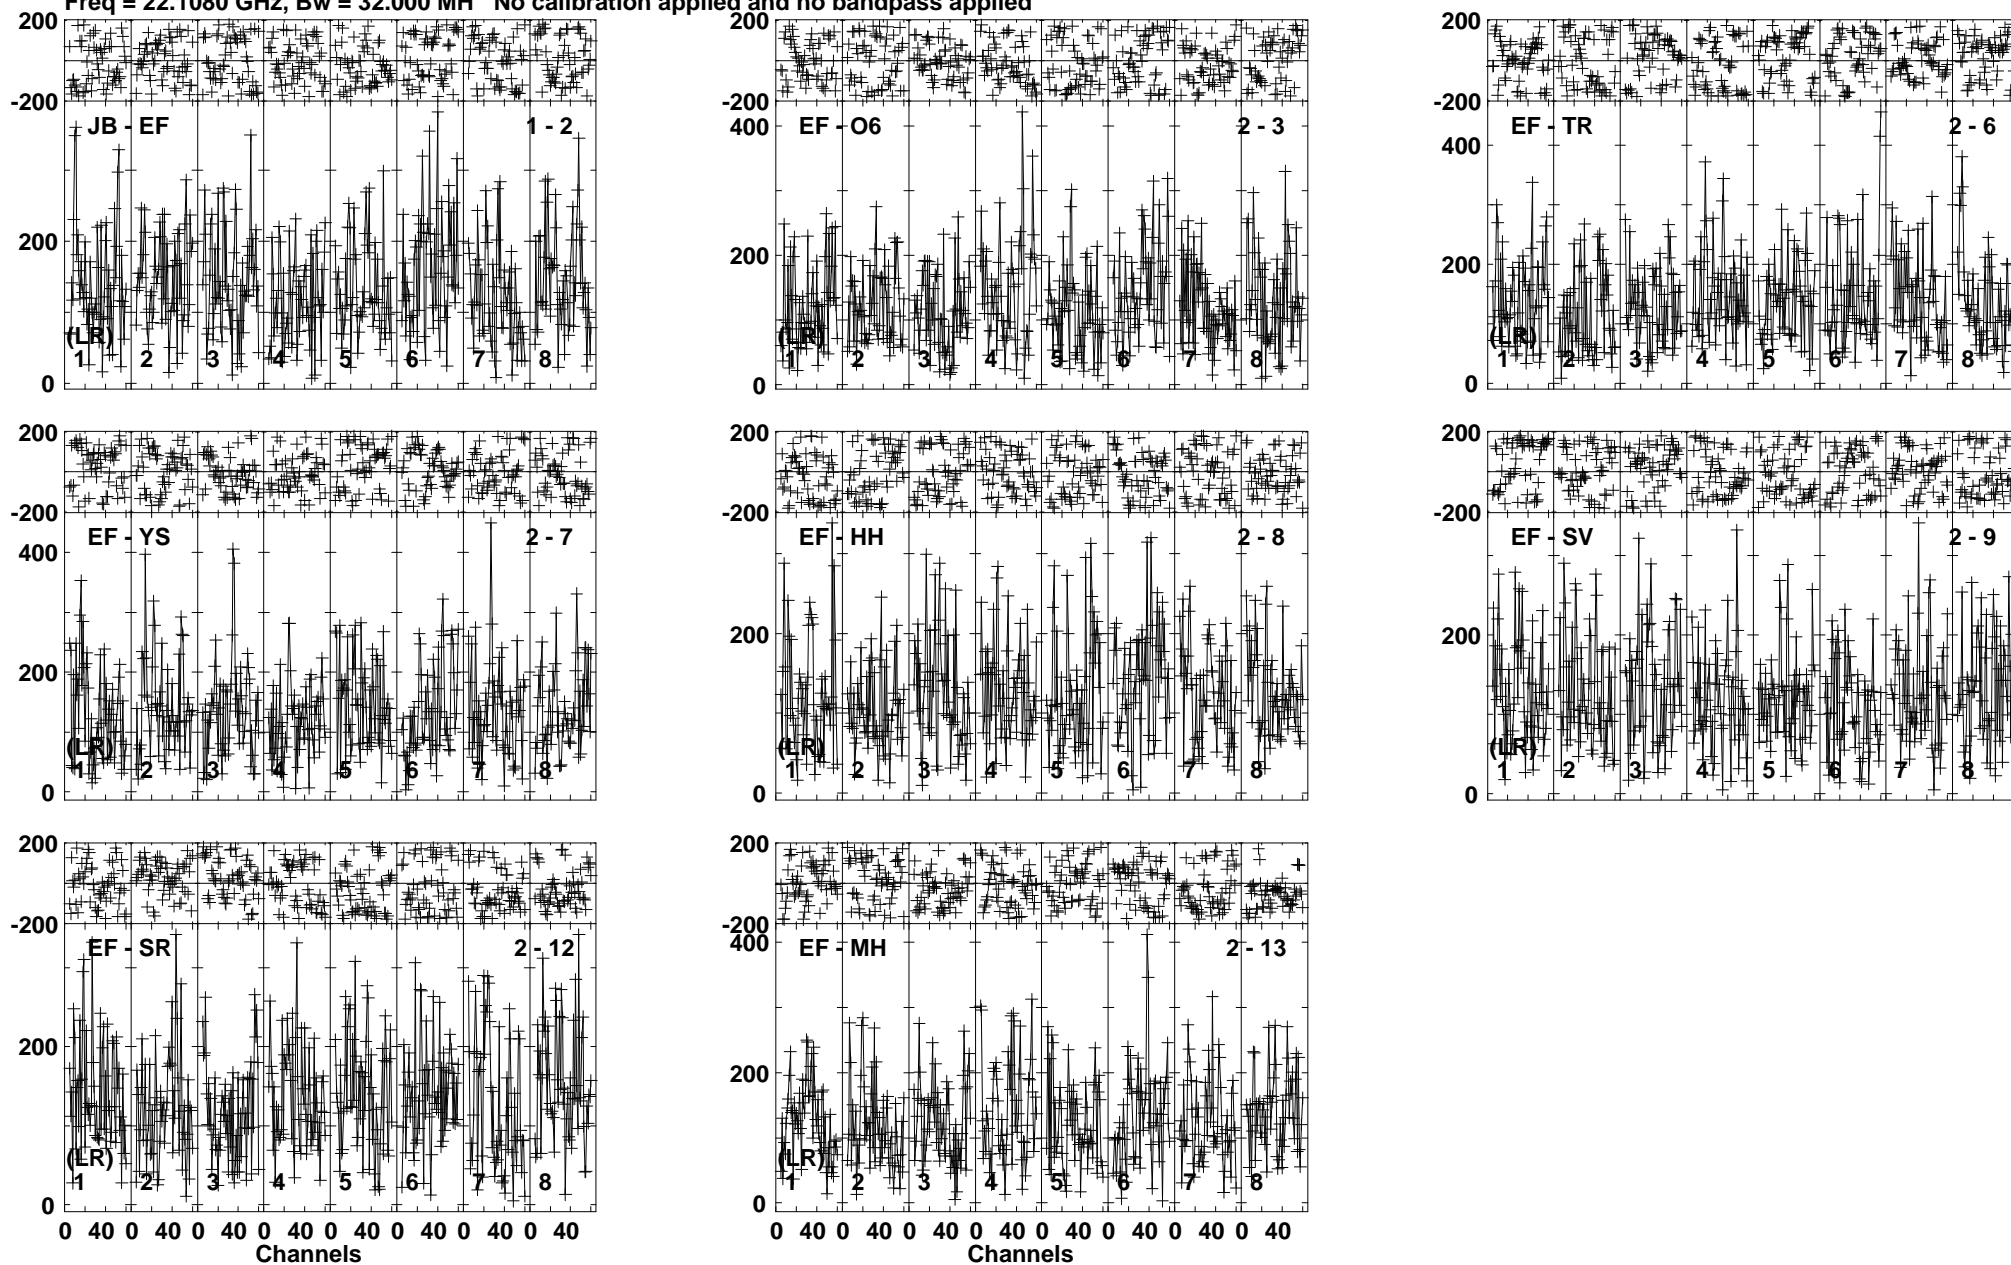 Freq = 22.1080 GHz, Bw = 32.000 MH No calibration applied and no bandpass applied
200 200 200
-200 -200 -200
JB - EF 1 - 2 EF - O6 2 - 3 EF - TR 2 - 6
400 400
200 200 200
(LR) (LR) (LR)
1 2 3 4 5 6 7 8 1 2 3 4 5 6 7 8 1 2 3 4 5 6 7 8
0 0 0
200 200 200
-200 -200 -200
EF - YS 2 - 7 EF - HH 2 - 8 EF - SV 2 - 9
400
200 200 200
(LR) (LR) (LR)
1 2 3 4 5 6 7 8 1 2 3 4 5 6 7 8 1 2 3 4 5 6 7 8
0 0 0
200 200
-200 -200
EF - SR 2 - 12 EF - MH 2 - 13
400
200 200
(LR) (LR)
1 2 3 4 5 6 7 8 1 2 3 4 5 6 7 8
0 0
0 40 0 40 0 40 0 40 0 40 0 40 0 40 0 40 0 40 0 40 0 40 0 40 0 40 0 40 0 40 0 40
Channels Channels